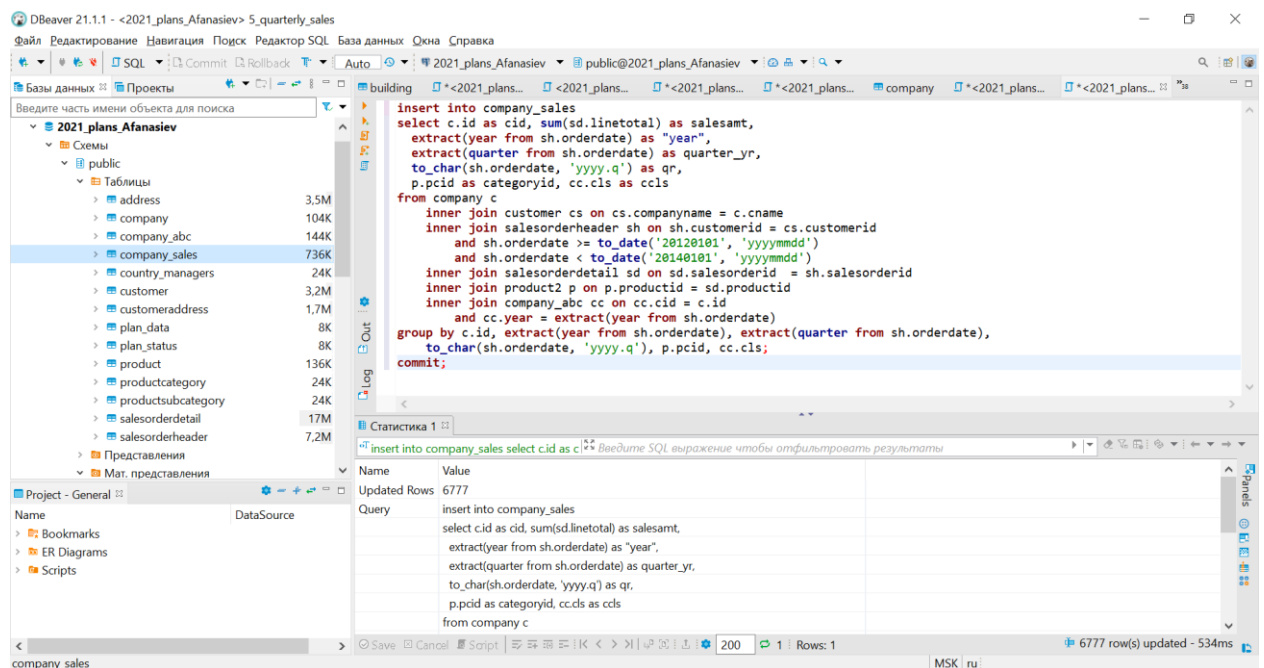 DBeaver 21.1.1 - <2021_plans_Afanasiev> 5_quarterly_sales
Файл Редактирование Навигация Поиск Редактор SQL База данных Окна Справка
SQL Commit Rollback Auto 2021_plans_Afanasiev public@2021_plans_Afanasiev
Базы данных Проекты
building *<2021_plans... <2021_plans... *<2021_plans... *<2021_plans... company *<2021_plans... *<2021_plans... »38
Введите часть имени объекта для поиска
2021_plans_Afanasiev
Схемы
public
Таблицы
address 3,5M
company 104K
company_abc 144K
company_sales 736K
country_managers 24K
customer 3,2M
customeraddress 1,7M
plan_data 8K
plan_status 8K
product 136K
productcategory 24K
productsubcategory 24K
salesorderdetail 17M
salesorderheader 7,2M
Представления
Мат. представления
insert into company_sales
select c.id as cid, sum(sd.linetotal) as salesamt,
extract(year from sh.orderdate) as "year",
extract(quarter from sh.orderdate) as quarter_yr,
to_char(sh.orderdate, 'yyyy.q') as qr,
p.pcid as categoryid, cc.cls as ccls
from company c
inner join customer cs on cs.companyname = c.cname
inner join salesorderheader sh on sh.customerid = cs.customerid
and sh.orderdate >= to_date('20120101', 'yyyymmdd')
and sh.orderdate < to_date('20140101', 'yyyymmdd')
inner join salesorderdetail sd on sd.salesorderid = sh.salesorderid
inner join product2 p on p.productid = sd.productid
inner join company_abc cc on cc.cid = c.id
and cc.year = extract(year from sh.orderdate)
group by c.id, extract(year from sh.orderdate), extract(quarter from sh.orderdate),
to_char(sh.orderdate, 'yyyy.q'), p.pcid, cc.cls;
commit;
Out
Log
Статистика 1
insert into company_sales select c.id as c Введите SQL выражение чтобы отфильтровать результаты
Name Value
Updated Rows 6777
Query insert into company_sales
select c.id as cid, sum(sd.linetotal) as salesamt,
extract(year from sh.orderdate) as "year",
extract(quarter from sh.orderdate) as quarter_yr,
to_char(sh.orderdate, 'yyyy.q') as qr,
p.pcid as categoryid, cc.cls as ccls
from company c
Panels
Project - General
Name DataSource
Bookmarks
ER Diagrams
Scripts
Save Cancel Script 200 1 Rows: 1 6777 row(s) updated - 534ms
company_sales MSK ru